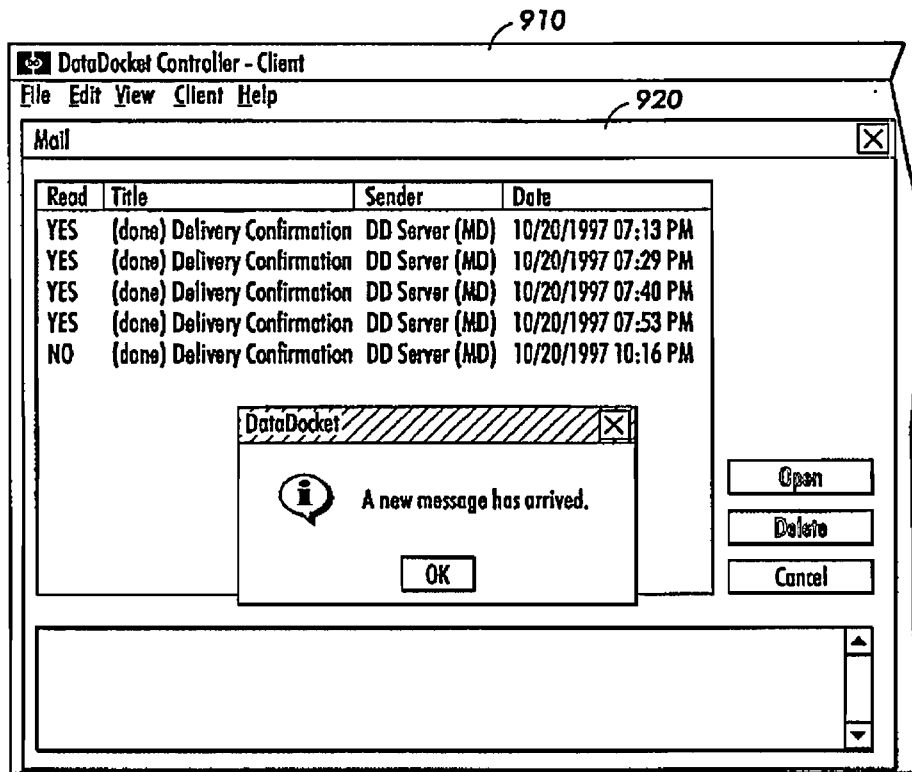 910
DataDocket Controller - Client
File Edit View Client Help
920
Mail
Read Title Sender Date
YES (done) Delivery Confirmation DD Server (MD) 10/20/1997 07:13 PM
YES (done) Delivery Confirmation DD Server (MD) 10/20/1997 07:29 PM
YES (done) Delivery Confirmation DD Server (MD) 10/20/1997 07:40 PM
YES (done) Delivery Confirmation DD Server (MD) 10/20/1997 07:53 PM
NO (done) Delivery Confirmation DD Server (MD) 10/20/1997 10:16 PM
DataDocket
A new message has arrived.
OK
Open
Delete
Cancel